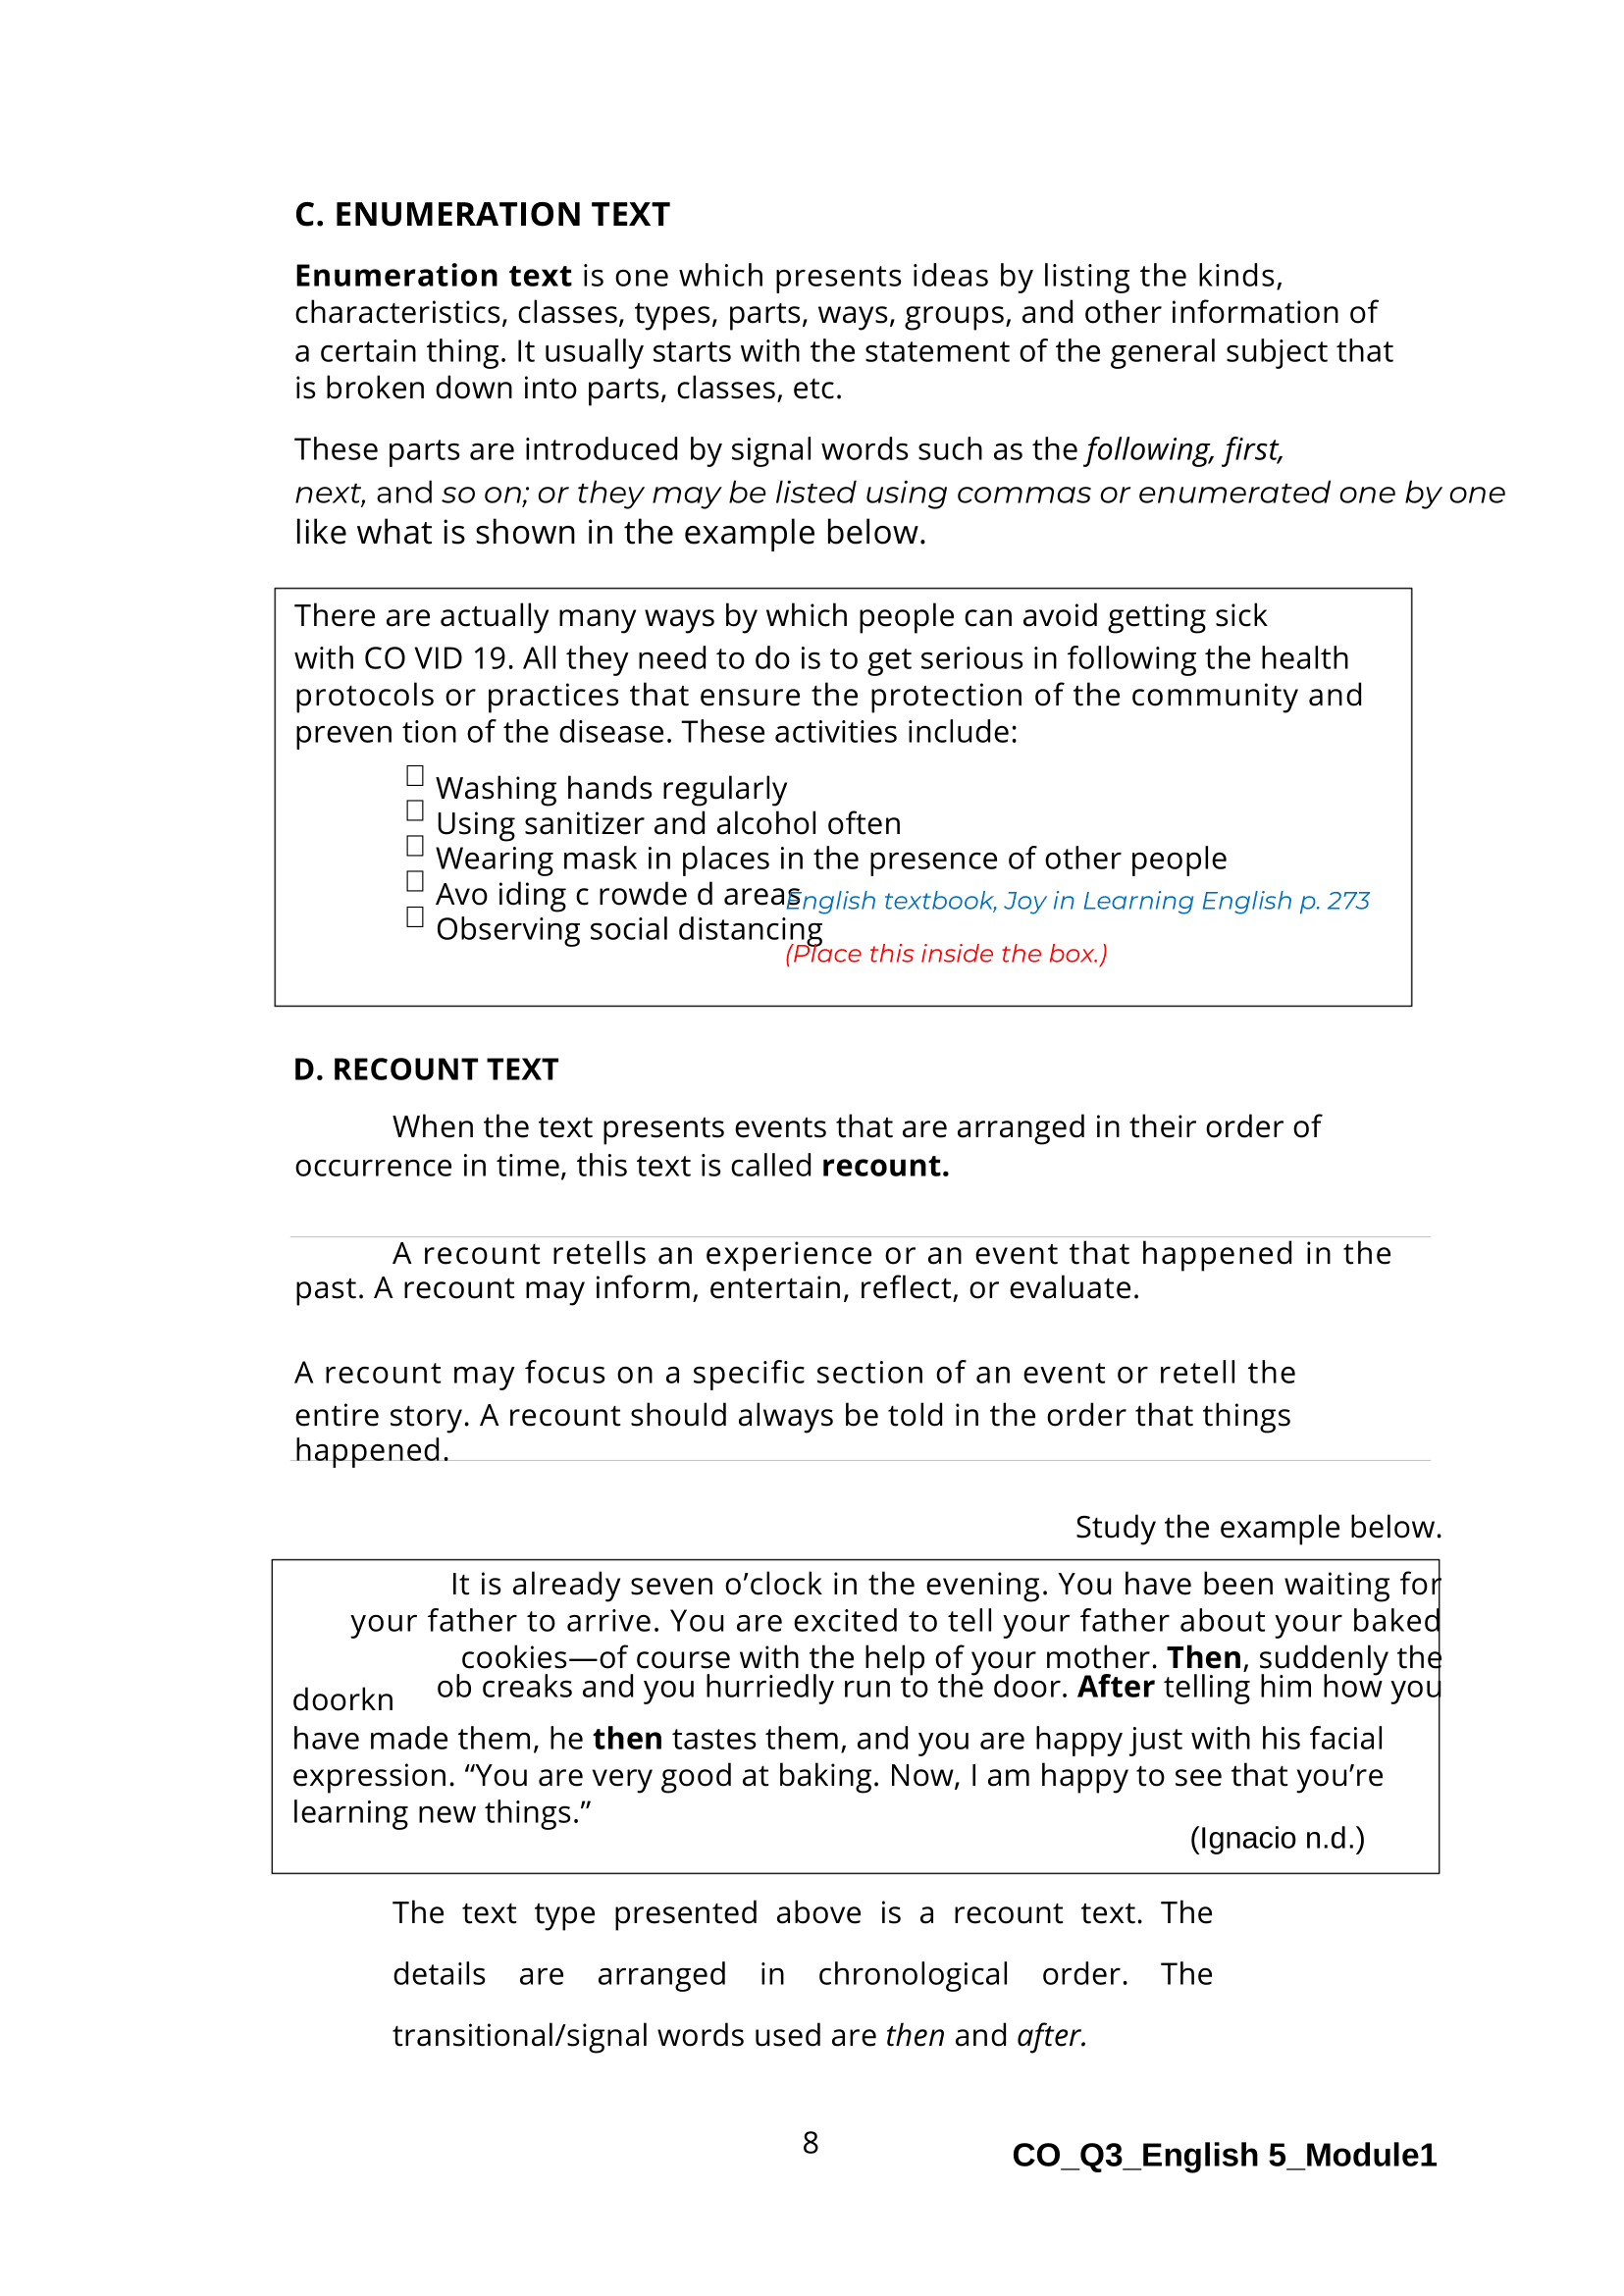 C. ENUMERATION TEXT
Enumeration text is one which presents ideas by listing the kinds,
characteristics, classes, types, parts, ways, groups, and other information of
a certain thing. It usually starts with the statement of the general subject that
is broken down into parts, classes, etc.
These parts are introduced by signal words such as the following, first,
next, and so on; or they may be listed using commas or enumerated one by one
like what is shown in the example below.
There are actually many ways by which people can avoid getting sick
with CO VID 19. All they need to do is to get serious in following the health
protocols or practices that ensure the protection of the community and
preven tion of the disease. These activities include:
Washing hands regularly
Using sanitizer and alcohol often
Wearing mask in places in the presence of other people
Avo iding c rowde d areas
English textbook, Joy in Learning English p. 273
Observing social distancing
(Place this inside the box.)
D. RECOUNT TEXT
When the text presents events that are arranged in their order of
occurrence in time, this text is called recount.
A recount retells an experience or an event that happened in the
past. A recount may inform, entertain, reflect, or evaluate.
A recount may focus on a specific section of an event or retell the
entire story. A recount should always be told in the order that things
happened.
Study the example below.
It is already seven o’clock in the evening. You have been waiting for
your father to arrive. You are excited to tell your father about your baked
cookies—of course with the help of your mother. Then, suddenly the
doorkn ob creaks and you hurriedly run to the door. After telling him how you
have made them, he then tastes them, and you are happy just with his facial
expression. “You are very good at baking. Now, I am happy to see that you’re
learning new things.”
(Ignacio n.d.)
The text type presented above is a recount text. The
details are arranged in chronological order. The
transitional/signal words used are then and after.
8
CO_Q3_English 5_Module1